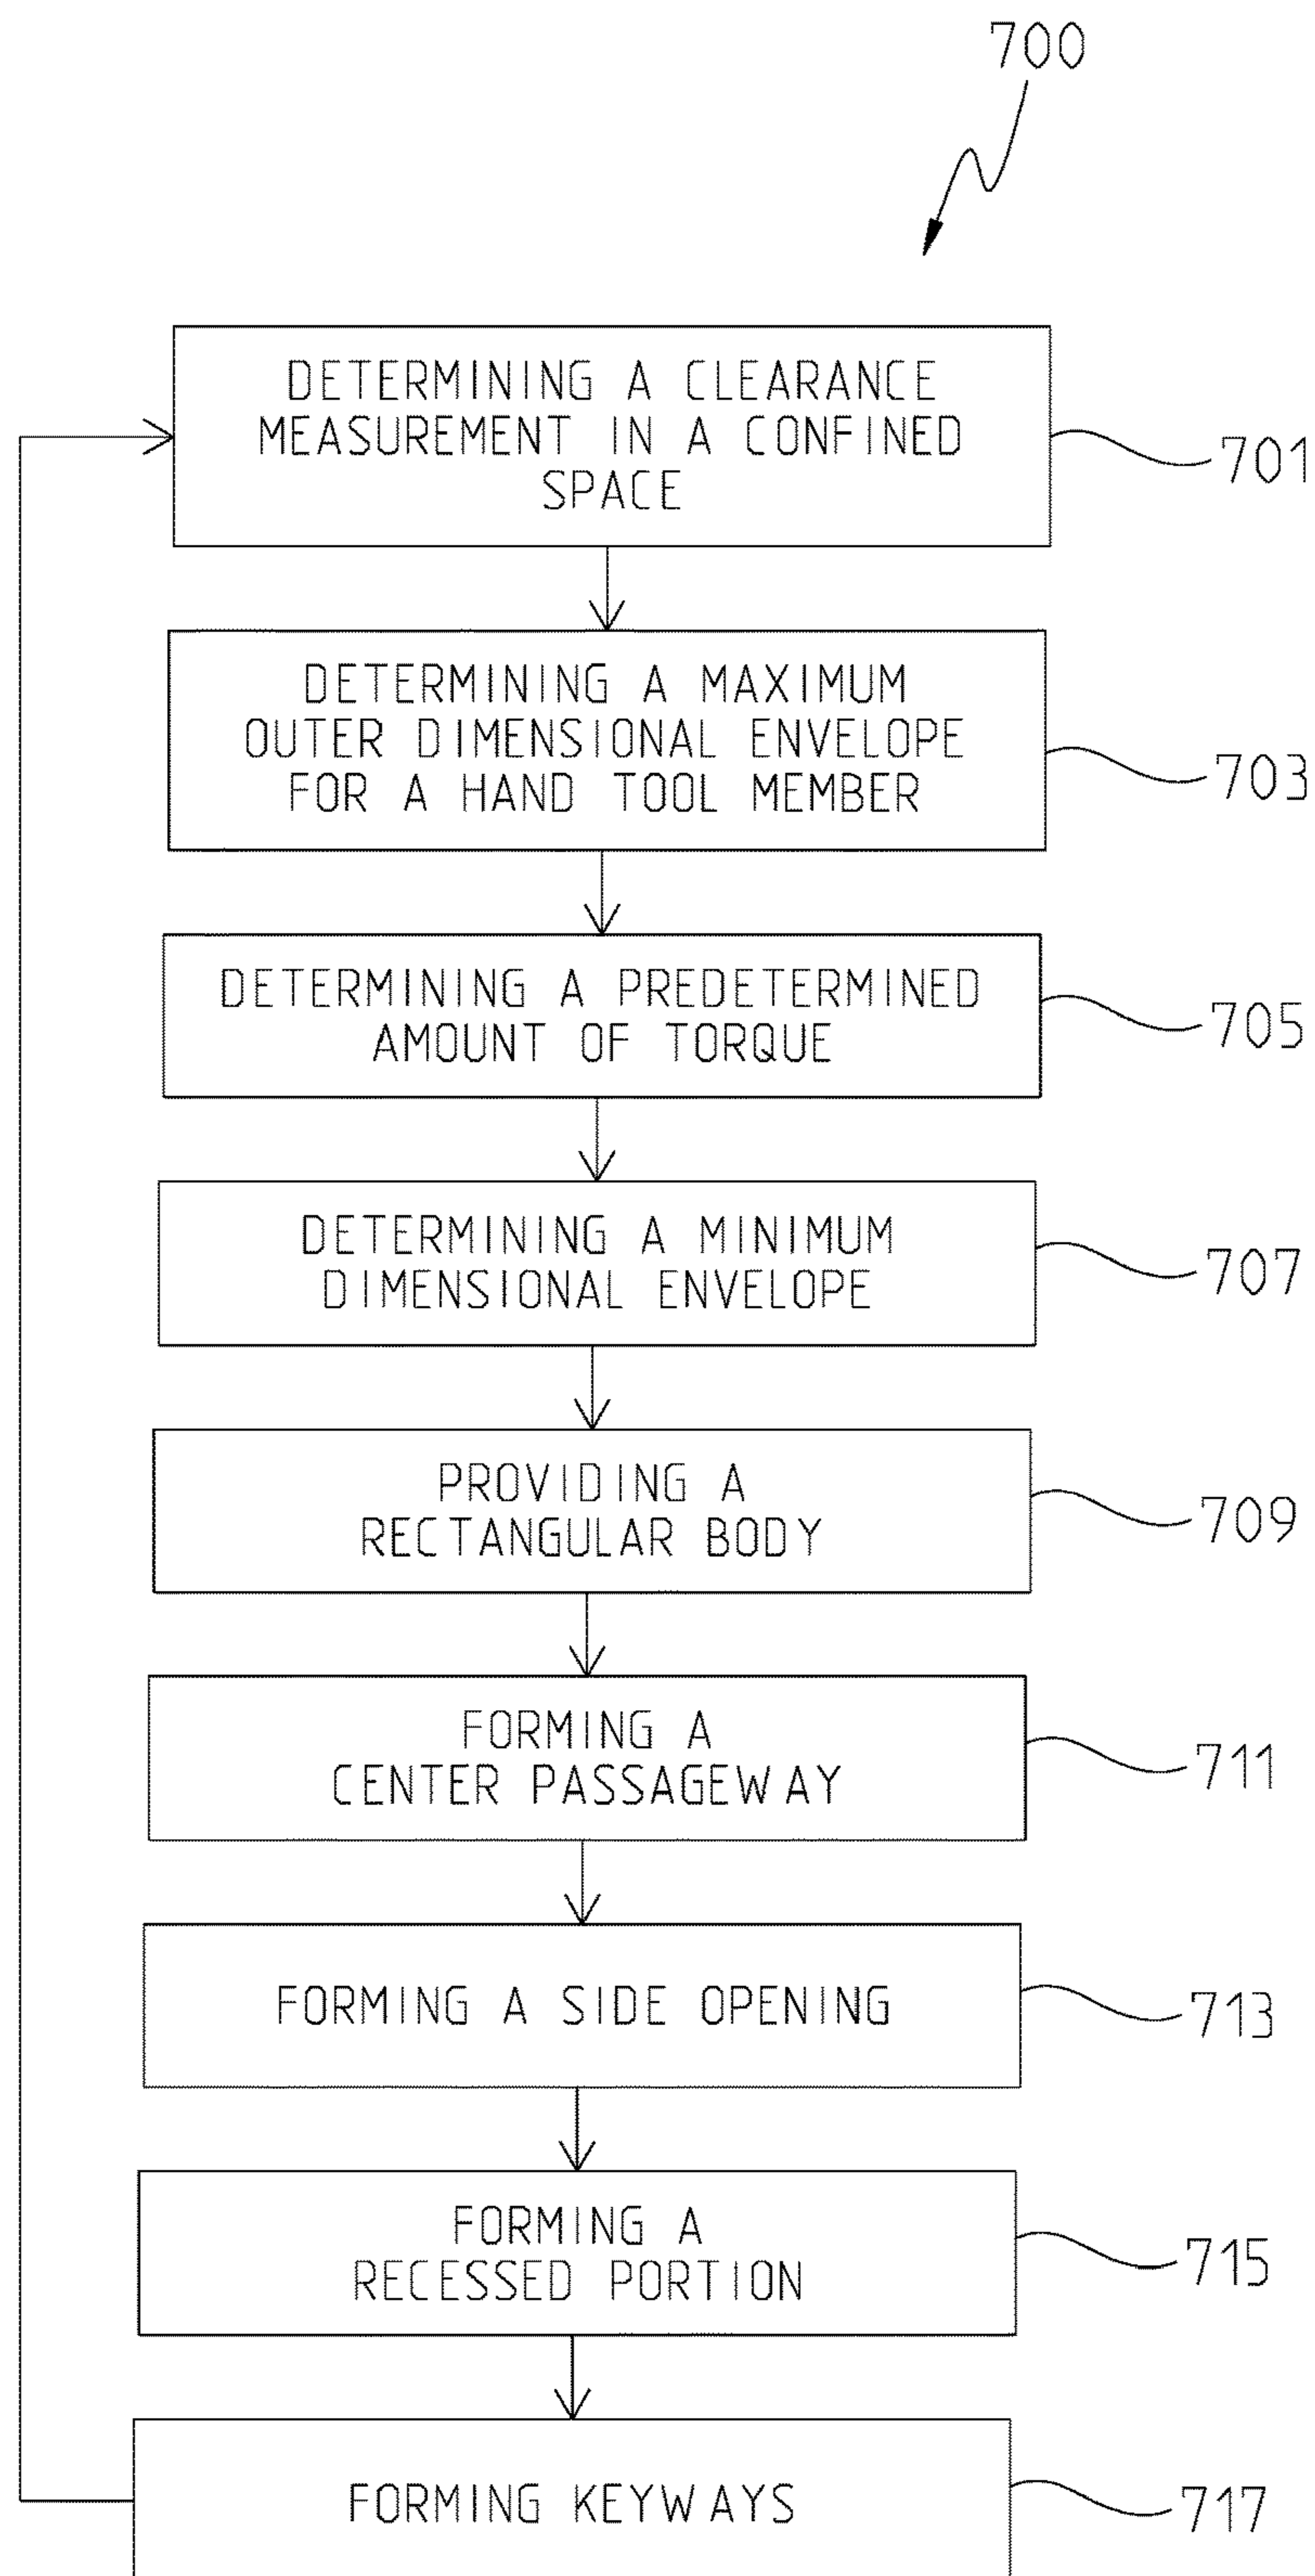 700
DETERMINING A CLEARANCE
MEASUREMENT IN A CONFINED
SPACE
701
DETERMINING A MAXIMUM
OUTER DIMENSIONAL ENVELOPE
FOR A HAND TOOL MEMBER
703
DETERMINING A PREDETERMINED
AMOUNT OF TORQUE
705
DETERMINING A MINIMUM
DIMENSIONAL ENVELOPE
707
PROVIDING A
RECTANGULAR BODY
709
FORMING A
CENTER PASSAGEWAY
711
FORMING A SIDE OPENING
713
FORMING A
RECESSED PORTION
715
FORMING KEYWAYS
717